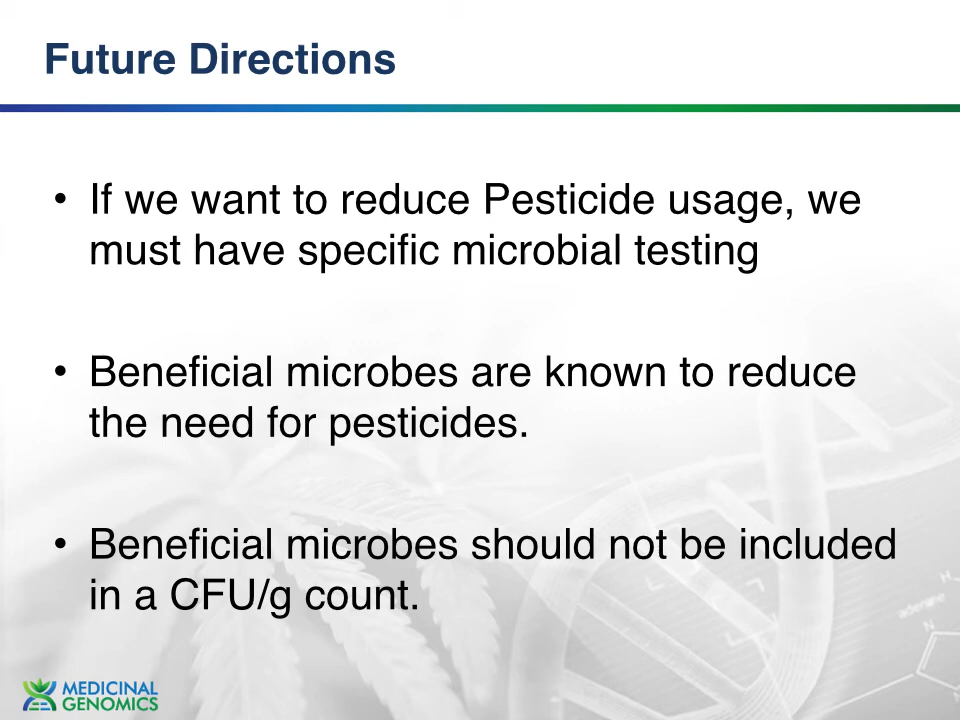 Future Directions
• If we want to reduce Pesticide usage, we
must have specific microbial testing
• Beneficial microbes are known to reduce
the need for pesticides.
• Beneficial microbes should not be included
in a CFU/g count.
adenine
MEDICINAL
GENOMICS